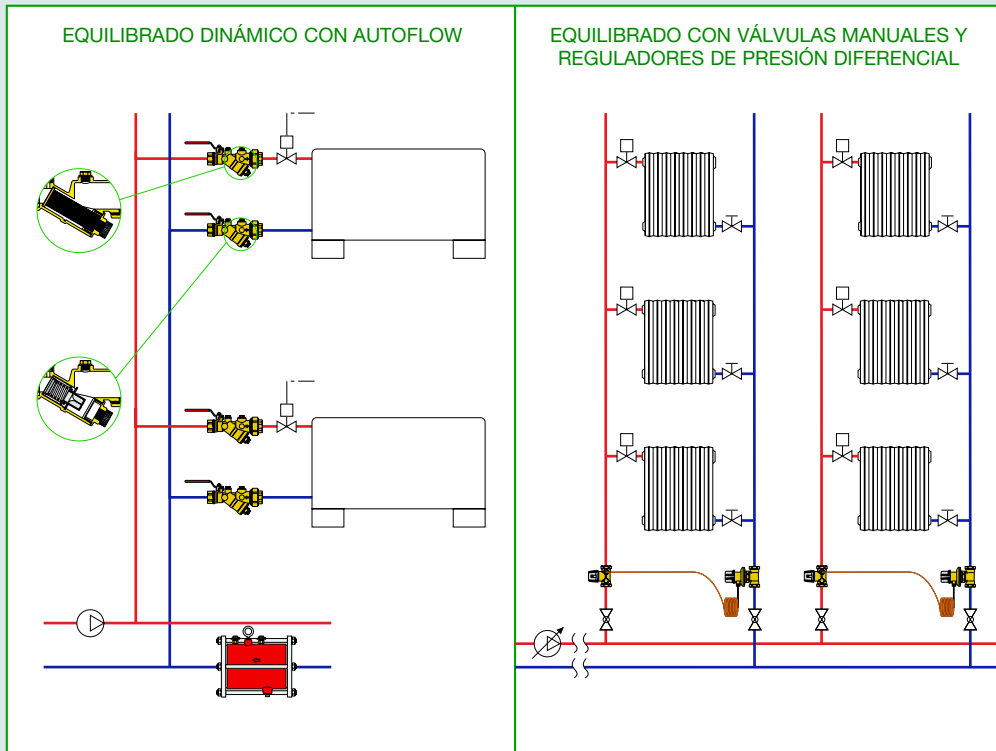 EQUILIBRADO DINÁMICO CON AUTOFLOW
EQUILIBRADO CON VÁLVULAS MANUALES Y
REGULADORES DE PRESIÓN DIFERENCIAL